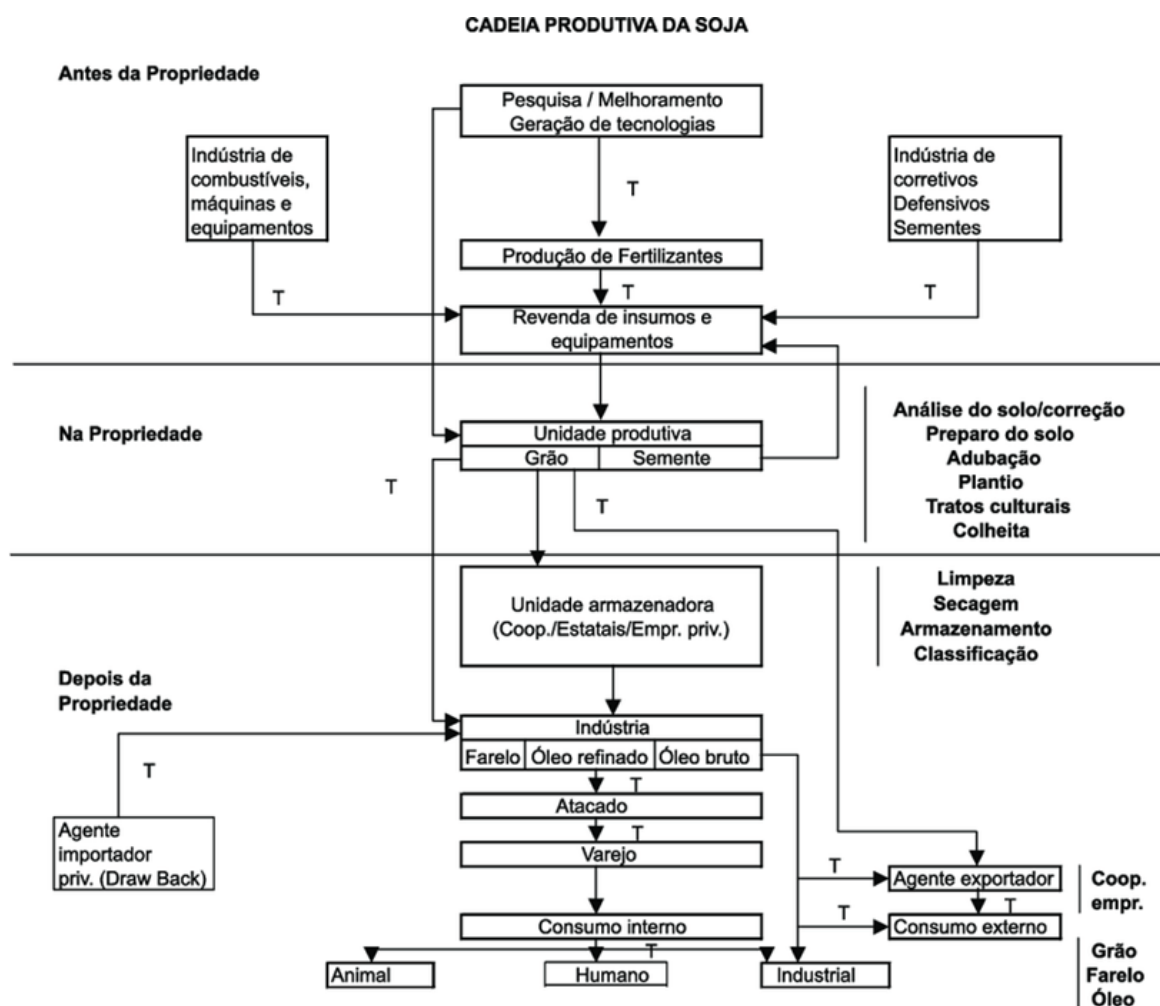 CADEIA PRODUTIVA DA SOJA
Antes da Propriedade
Pesquisa / Melhoramento
Geração de tecnologias
Indústria de
combustíveis,
máquinas e
equipamentos
Indústria de
corretivos
Defensivos
Sementes
T
Produção de Fertilizantes
T
T
T
Revenda de insumos e
equipamentos
Na Propriedade
Unidade produtiva
Grão
Semente
T
T
Análise do solo/correção
Preparo do solo
Adubação
Plantio
Tratos culturais
Colheita
Depois da
Propriedade
Unidade armazenadora
(Coop./Estatais/Empr. priv.)
Limpeza
Secagem
Armazenamento
Classificação
Indústria
Farelo
Óleo refinado
Óleo bruto
T
T
Atacado
T
Varejo
Agente
importador
priv. (Draw Back)
T
Agente exportador
Coop.
empr.
T
T
Consumo interno
Consumo externo
T
Animal
Humano
Industrial
Grão
Farelo
Óleo